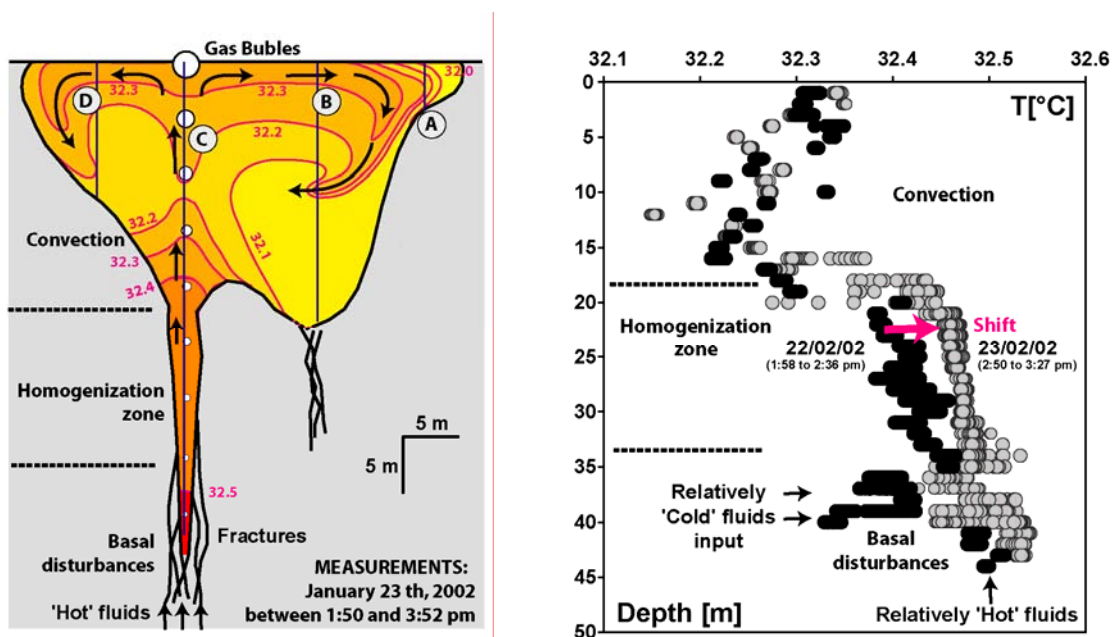 Gas Bubbles
32.0
32.3
32.3
D
B
A
C
32.2
32.2
32.1
Convection
32.3
32.4
Homogenization
zone
5 m
5 m
32.5
Fractures
Basal
disturbances
MEASUREMENTS:
January 23 th, 2002
between 1:50 and 3:52 pm
'Hot' fluids
32.1 32.2 32.3 32.4 32.5 32.6
T[°C]
0
5
10
15
20
25
30
35
40
45
50
Convection
Homogenization
zone
Shift
22/02/02
(1:58 to 2:36 pm)
23/02/02
(2:50 to 3:27 pm)
Relatively
'Cold' fluids
input
Basal
disturbances
Relatively 'Hot' fluids
Depth [m]